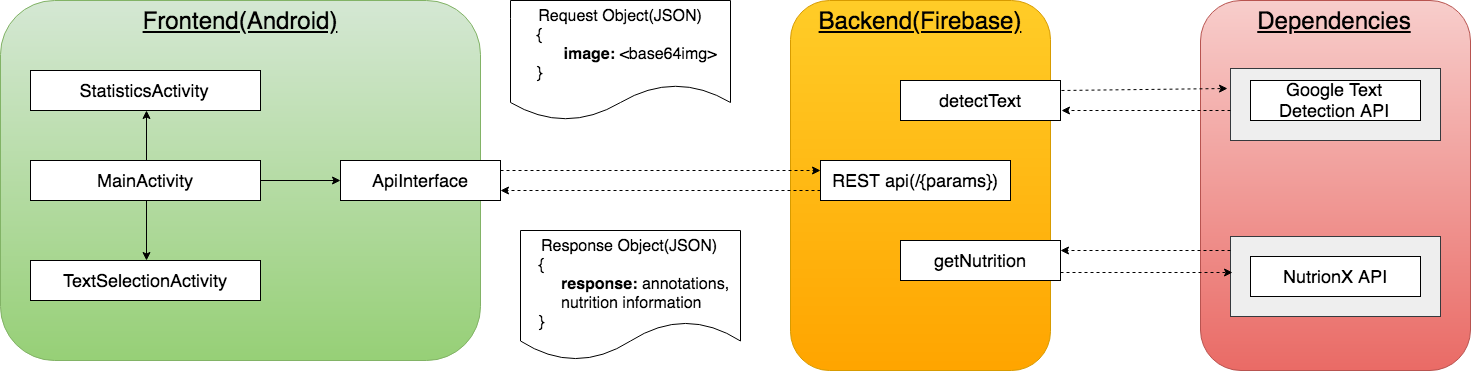 Frontend(Android)
StatisticsActivity
MainActivity
ApiInterface
TextSelectionActivity
Request Object(JSON)
{
image: <base64img>
}
Response Object(JSON)
{
response: annotations,
nutrition information
}
Backend(Firebase)
detectText
REST api(/{params})
getNutrition
Dependencies
Google Text
Detection API
NutrionX API